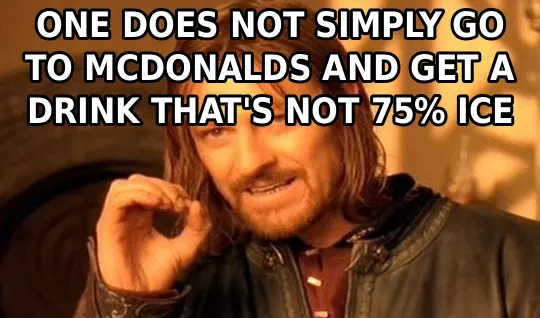 ONE DOES NOT SIMPLY GO
TO MCDONALDS AND GET A
DRINK THAT'S NOT 75% ICE